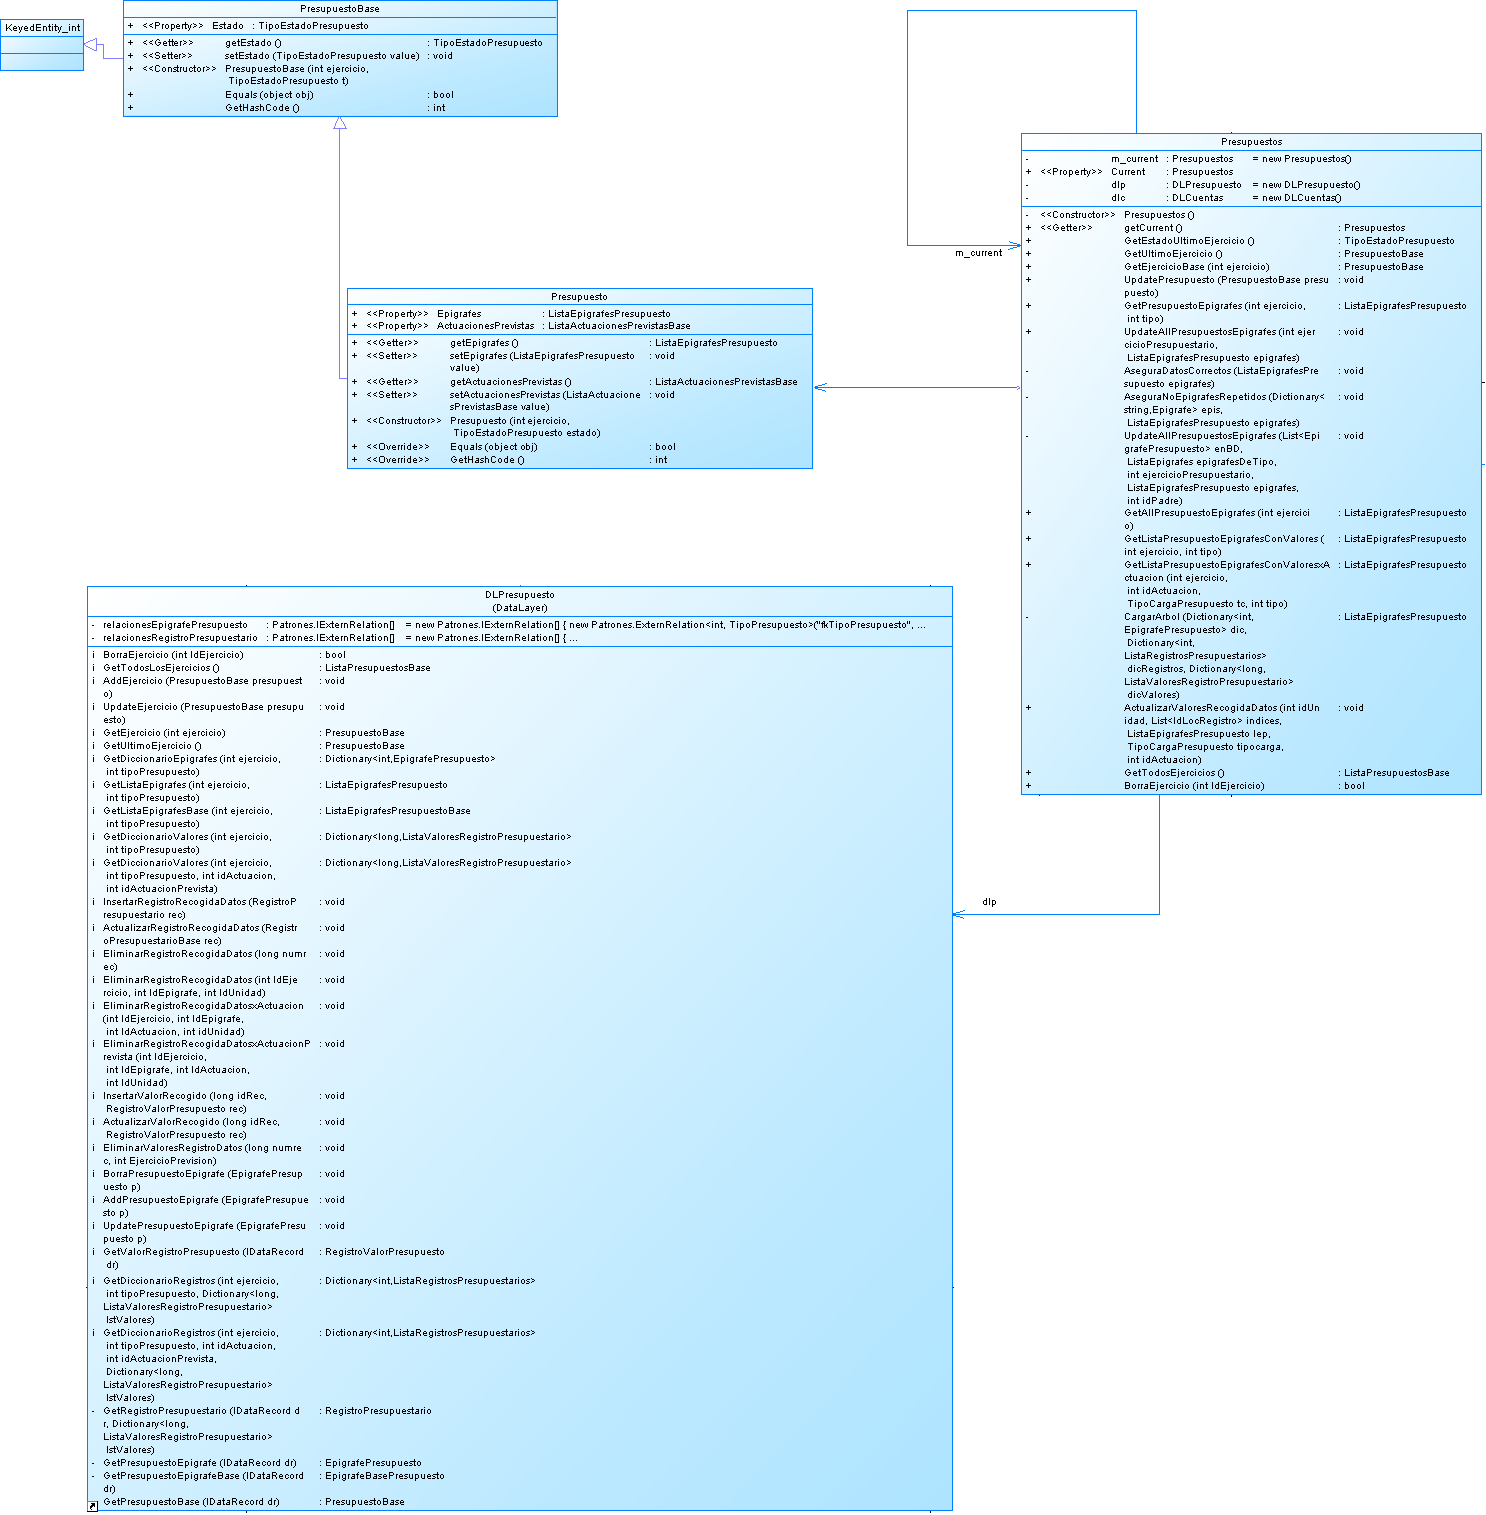 KeyedEntity_int
PresupuestoBase
+ <<Property>> Estado : TipoEstadoPresupuesto
+ <<Getter>> getEstado () : TipoEstadoPresupuesto
+ <<Setter>> setEstado (TipoEstadoPresupuesto value) : void
+ <<Constructor>> PresupuestoBase (int ejercicio,
TipoEstadoPresupuesto t)
+ Equals (object obj) : bool
+ GetHashCode () : int
Presupuesto
+ <<Property>> Epigrafes : ListaEpigrafesPresupuesto
+ <<Property>> ActuacionesPrevistas : ListaActuacionesPrevistasBase
+ <<Getter>> getEpigrafes () : ListaEpigrafesPresupuesto
+ <<Setter>> setEpigrafes (ListaEpigrafesPresupuesto : void
value)
+ <<Getter>> getActuacionesPrevistas () : ListaActuacionesPrevistasBase
+ <<Setter>> setActuacionesPrevistas (ListaActuacione : void
sPrevistasBase value)
+ <<Constructor>> Presupuesto (int ejercicio,
TipoEstadoPresupuesto estado)
+ <<Override>> Equals (object obj) : bool
+ <<Override>> GetHashCode () : int
m_current
Presupuestos
- m_current : Presupuestos = new Presupuestos()
+ <<Property>> Current : Presupuestos
- dlp : DLPresupuesto = new DLPresupuesto()
- dlc : DLCuentas = new DLCuentas()
- <<Constructor>> Presupuestos ()
+ <<Getter>> getCurrent () : Presupuestos
+ GetEstadoUltimoEjercicio () : TipoEstadoPresupuesto
+ GetUltimoEjercicio () : PresupuestoBase
+ GetEjercicioBase (int ejercicio) : PresupuestoBase
+ UpdatePresupuesto (PresupuestoBase presu : void
puesto)
+ GetPresupuestoEpigrafes (int ejercicio, : ListaEpigrafesPresupuesto
int tipo)
+ UpdateAllPresupuestosEpigrafes (int ejer : void
cicioPresupuestario,
ListaEpigrafesPresupuesto epigrafes)
- AseguraDatosCorrectos (ListaEpigrafesPre : void
supuesto epigrafes)
- AseguraNoEpigrafesRepetidos (Dictionary< : void
string,Epigrafe> epis,
ListaEpigrafesPresupuesto epigrafes)
- UpdateAllPresupuestosEpigrafes (List<Epi : void
grafePresupuesto> enBD,
ListaEpigrafes epigrafesDeTipo,
int ejercicioPresupuestario,
ListaEpigrafesPresupuesto epigrafes,
int idPadre)
+ GetAllPresupuestoEpigrafes (int ejercici : ListaEpigrafesPresupuesto
o)
+ GetListaPresupuestoEpigrafesConValores ( : ListaEpigrafesPresupuesto
int ejercicio, int tipo)
+ GetListaPresupuestoEpigrafesConValoresxA : ListaEpigrafesPresupuesto
ctuacion (int ejercicio,
int idActuacion,
TipoCargaPresupuesto tc, int tipo)
- CargarArbol (Dictionary<int, : ListaEpigrafesPresupuesto
EpigrafePresupuesto> dic,
Dictionary<int,
ListaRegistrosPresupuestarios>
dicRegistros, Dictionary<long,
ListaValoresRegistroPresupuestario>
dicValores)
+ ActualizarValoresRecogidaDatos (int idUn : void
idad, List<IdLocRegistro> indices,
ListaEpigrafesPresupuesto lep,
TipoCargaPresupuesto tipocarga,
int idActuacion)
+ GetTodosEjercicios () : ListaPresupuestosBase
+ BorraEjercicio (int IdEjercicio) : bool
dlp
DLPresupuesto
(DataLayer)
- relacionesEpigrafePresupuesto : Patrones.IExternRelation[] = new Patrones.IExternRelation[] { new Patrones.ExternRelation<int, TipoPresupuesto>("fkTipoPresupuesto", ...
- relacionesRegistroPresupuestario : Patrones.IExternRelation[] = new Patrones.IExternRelation[] { ...
i BorraEjercicio (int IdEjercicio) : bool
i GetTodosLosEjercicios () : ListaPresupuestosBase
i AddEjercicio (PresupuestoBase presupuest : void
o)
i UpdateEjercicio (PresupuestoBase presupu : void
esto)
i GetEjercicio (int ejercicio) : PresupuestoBase
i GetUltimoEjercicio () : PresupuestoBase
i GetDiccionarioEpigrafes (int ejercicio, : Dictionary<int,EpigrafePresupuesto>
int tipoPresupuesto)
i GetListaEpigrafes (int ejercicio, : ListaEpigrafesPresupuesto
int tipoPresupuesto)
i GetListaEpigrafesBase (int ejercicio, : ListaEpigrafesPresupuestoBase
int tipoPresupuesto)
i GetDiccionarioValores (int ejercicio, : Dictionary<long,ListaValoresRegistroPresupuestario>
int tipoPresupuesto)
i GetDiccionarioValores (int ejercicio, : Dictionary<long,ListaValoresRegistroPresupuestario>
int tipoPresupuesto, int idActuacion,
int idActuacionPrevista)
i InsertarRegistroRecogidaDatos (RegistroP : void
resupuestario rec)
i ActualizarRegistroRecogidaDatos (Registr : void
oPresupuestarioBase rec)
i EliminarRegistroRecogidaDatos (long numr : void
ec)
i EliminarRegistroRecogidaDatos (int IdEje : void
rcicio, int IdEpigrafe, int IdUnidad)
i EliminarRegistroRecogidaDatosxActuacion : void
(int IdEjercicio, int IdEpigrafe,
int IdActuacion, int idUnidad)
i EliminarRegistroRecogidaDatosxActuacionP : void
revista (int IdEjercicio,
int IdEpigrafe, int IdActuacion,
int IdUnidad)
i InsertarValorRecogido (long idRec, : void
RegistroValorPresupuesto rec)
i ActualizarValorRecogido (long idRec, : void
RegistroValorPresupuesto rec)
i EliminarValoresRegistroDatos (long numre : void
c, int EjercicioPrevision)
i BorraPresupuestoEpigrafe (EpigrafePresup : void
uesto p)
i AddPresupuestoEpigrafe (EpigrafePresupue : void
sto p)
i UpdatePresupuestoEpigrafe (EpigrafePresu : void
puesto p)
i GetValorRegistroPresupuesto (IDataRecord : RegistroValorPresupuesto
dr)
i GetDiccionarioRegistros (int ejercicio, : Dictionary<int,ListaRegistrosPresupuestarios>
int tipoPresupuesto, Dictionary<long,
ListaValoresRegistroPresupuestario>
lstValores)
i GetDiccionarioRegistros (int ejercicio, : Dictionary<int,ListaRegistrosPresupuestarios>
int tipoPresupuesto, int idActuacion,
int idActuacionPrevista,
Dictionary<long,
ListaValoresRegistroPresupuestario>
lstValores)
- GetRegistroPresupuestario (IDataRecord d : RegistroPresupuestario
r, Dictionary<long,
ListaValoresRegistroPresupuestario>
lstValores)
- GetPresupuestoEpigrafe (IDataRecord dr) : EpigrafePresupuesto
- GetPresupuestoEpigrafeBase (IDataRecord : EpigrafeBasePresupuesto
dr)
GetPresupuestoBase (IDataRecord dr) : PresupuestoBase